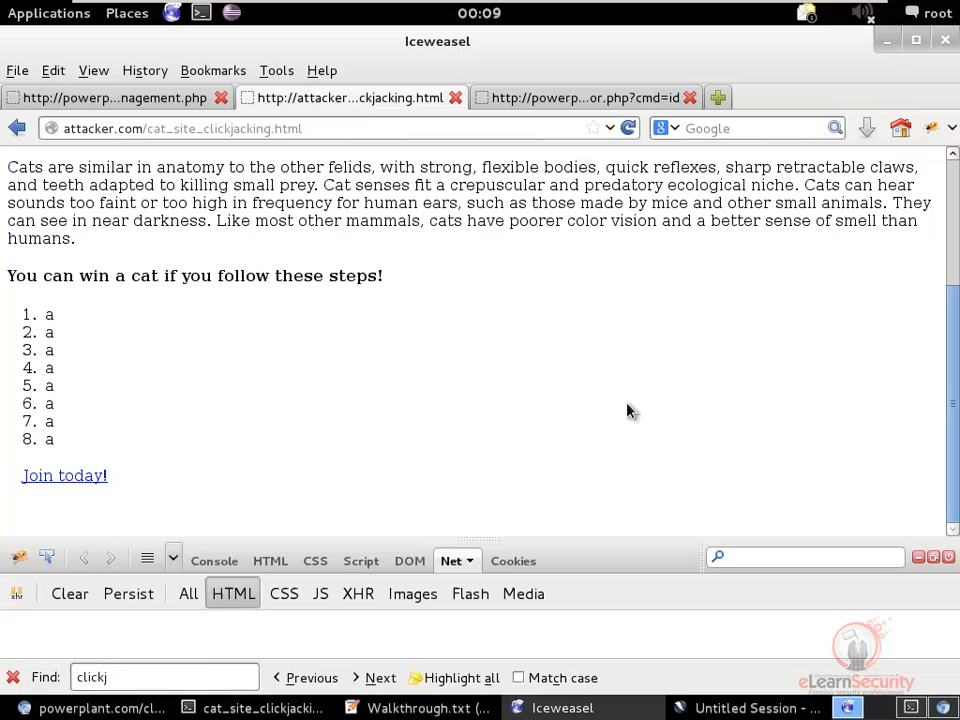 Applications Places 00:09 root
Iceweasel
File Edit View History Bookmarks Tools Help
http://powerp...nagement.php http://attacker...ckjacking.html http://powerp...or.php?cmd=id
attacker.com/cat_site_clickjacking.html Google
Cats are similar in anatomy to the other felids, with strong, flexible bodies, quick reflexes, sharp retractable claws,
and teeth adapted to killing small prey. Cat senses fit a crepuscular and predatory ecological niche. Cats can hear
sounds too faint or too high in frequency for human ears, such as those made by mice and other small animals. They
can see in near darkness. Like most other mammals, cats have poorer color vision and a better sense of smell than
humans.
You can win a cat if you follow these steps!
1. a
2. a
3. a
4. a
5. a
6. a
7. a
8. a
Join today!
Console HTML CSS Script DOM Net Cookies
Clear Persist All HTML CSS JS XHR Images Flash Media
eLearnSecurity
Forging security professionals
Find: clickj Previous Next Highlight all Match case
powerplant.com/cl... cat_site_clickjacki... Walkthrough.txt (... Iceweasel Untitled Session - ...